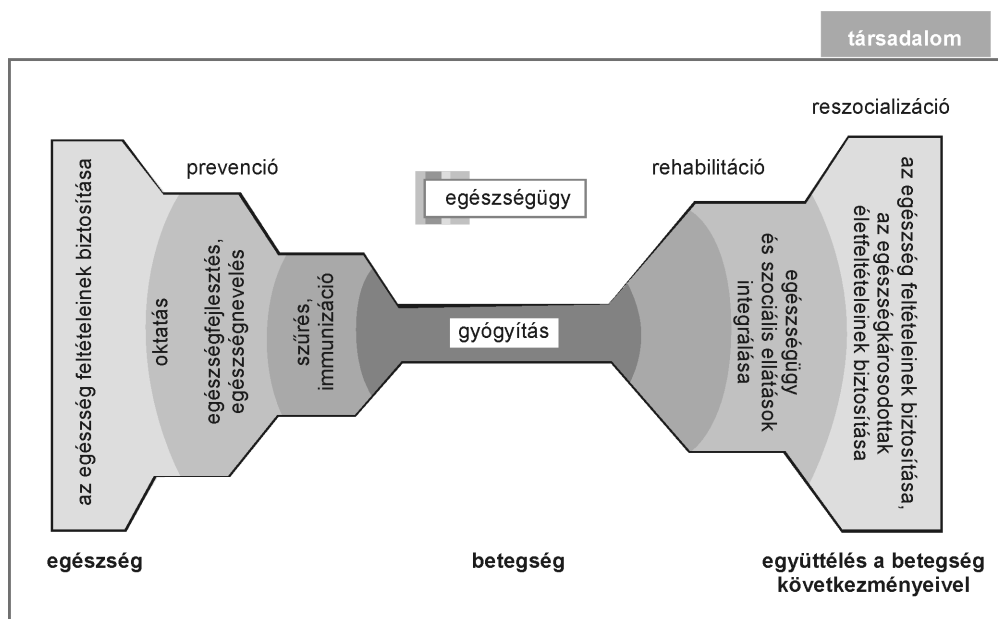 társadalom
reszocializáció
prevenció
rehabilitáció
egészségügy
az egészség feltételeinek biztosítása
oktatás
egészségfejlesztés,
egészségnevelés
szűrés,
immunizáció
gyógyítás
egészségügy
és szociális ellátások
integrálása
az egészség feltételeinek biztosítása,
az egészségkárosodottak
életfeltételeinek biztosítása
egészség
betegség
együttélés a betegség
következményeivel